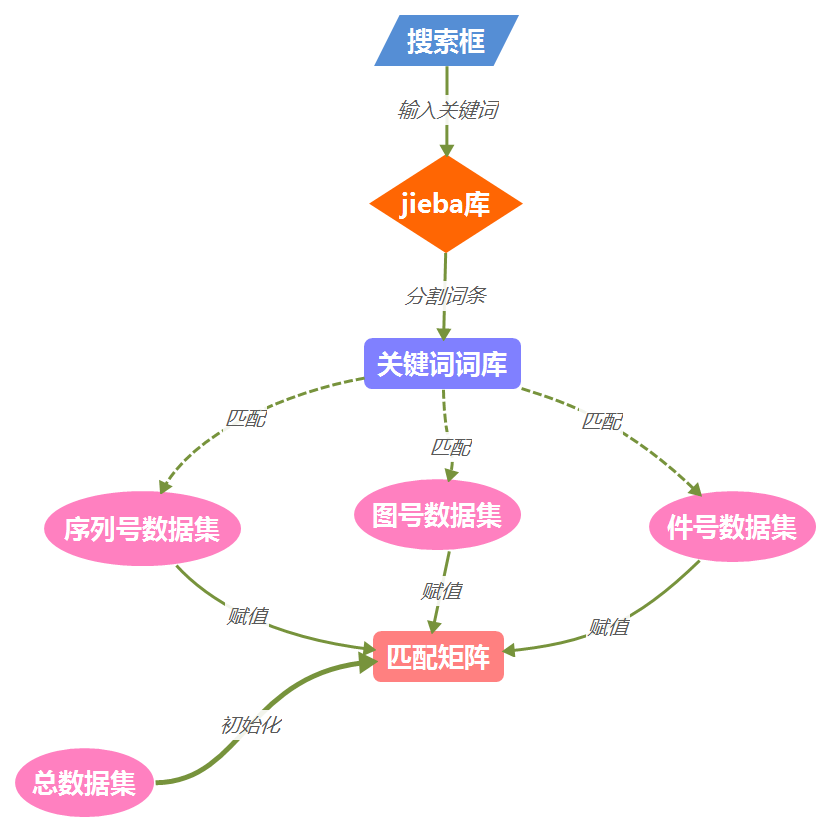 搜索框
输入关键词
jieba库
分割词条
关键词词库
匹配
匹配
匹配
序列号数据集
图号数据集
件号数据集
赋值
赋值
赋值
匹配矩阵
初始化
总数据集